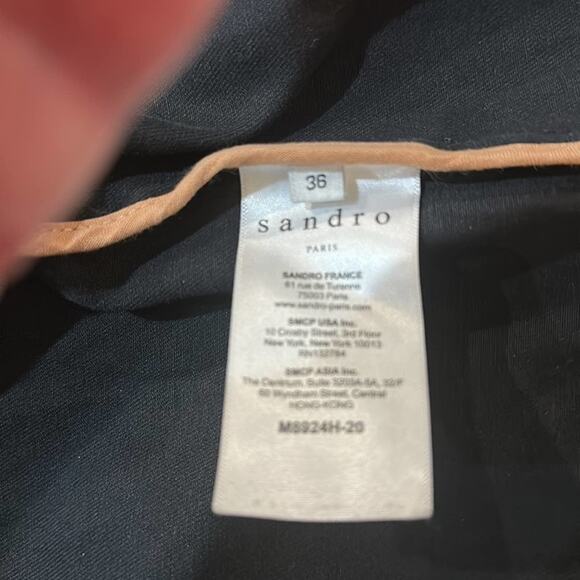 36
sandro
PARIS
SANDRO FRANCE
61 rue de Turenne
75003 Paris
www.sandro-paris.com
SMCP USA Inc.
10 Crosby Street, 3rd Floor
New York, New York 10013
RN132784
SMCP ASIA Inc.
The Centrium, Suite 3203A-5A, 32/F
60 Wyndham Street, Central
HONG-KONG
M8924H-20